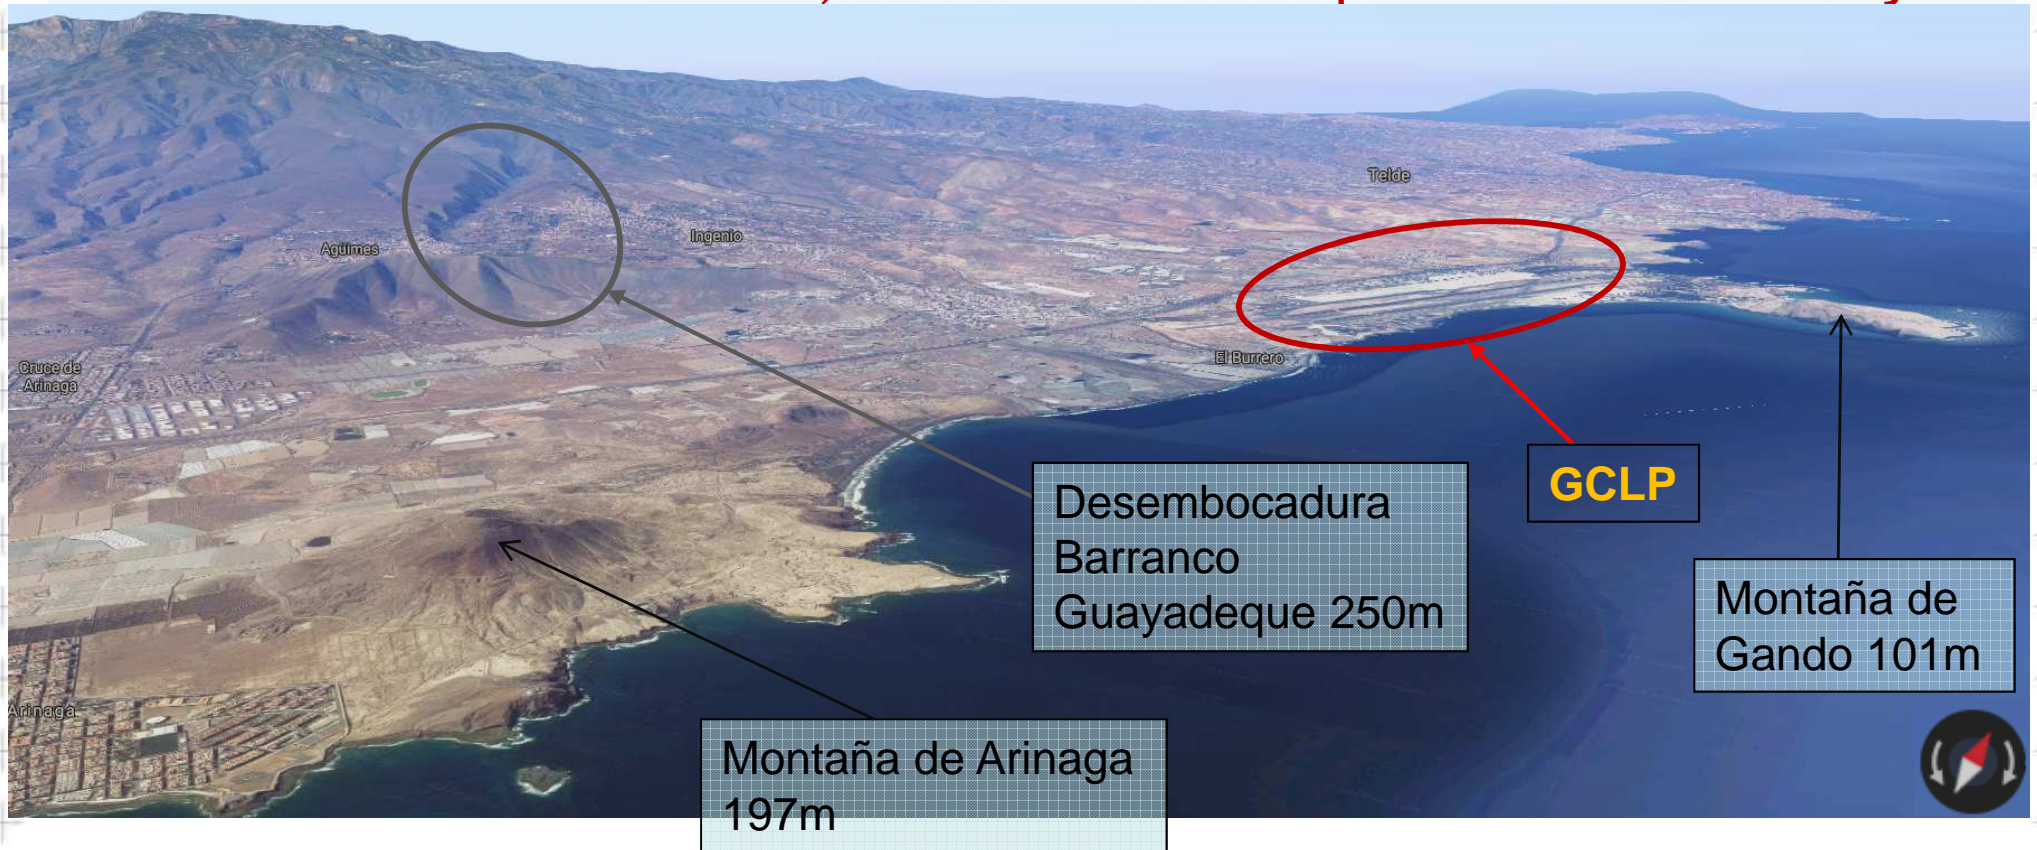 Telde
Ingenio
Agüimes
El Burrero
Cruce de
Arinaga
GCLP
Desembocadura
Barranco
Guayadeque 250m
Montaña de
Gando 101m
Arinaga
Montaña de Arinaga
197m